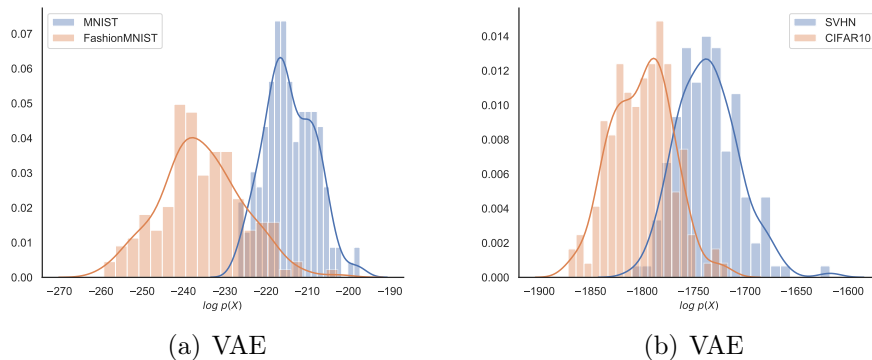 MNIST
FashionMNIST
0.07
0.06
0.05
0.04
0.03
0.02
0.01
0.00
−270 −260 −250 −240 −230 −220 −210 −200 −190
log p(X)
(a) VAE
SVHN
CIFAR10
0.014
0.012
0.010
0.008
0.006
0.004
0.002
0.000
−1900 −1850 −1800 −1750 −1700 −1650 −1600
log p(X)
(b) VAE